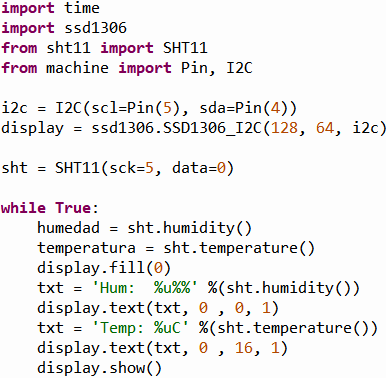 import time
import ssd1306
from sht11 import SHT11
from machine import Pin, I2C

i2c = I2C(scl=Pin(5), sda=Pin(4))
display = ssd1306.SSD1306_I2C(128, 64, i2c)

sht = SHT11(sck=5, data=0)

while True:
    humedad = sht.humidity()
    temperatura = sht.temperature()
    display.fill(0)
    txt = 'Hum:  %u%%' %(sht.humidity())
    display.text(txt, 0 , 0, 1)
    txt = 'Temp: %uC' %(sht.temperature())
    display.text(txt, 0 , 16, 1)
    display.show()